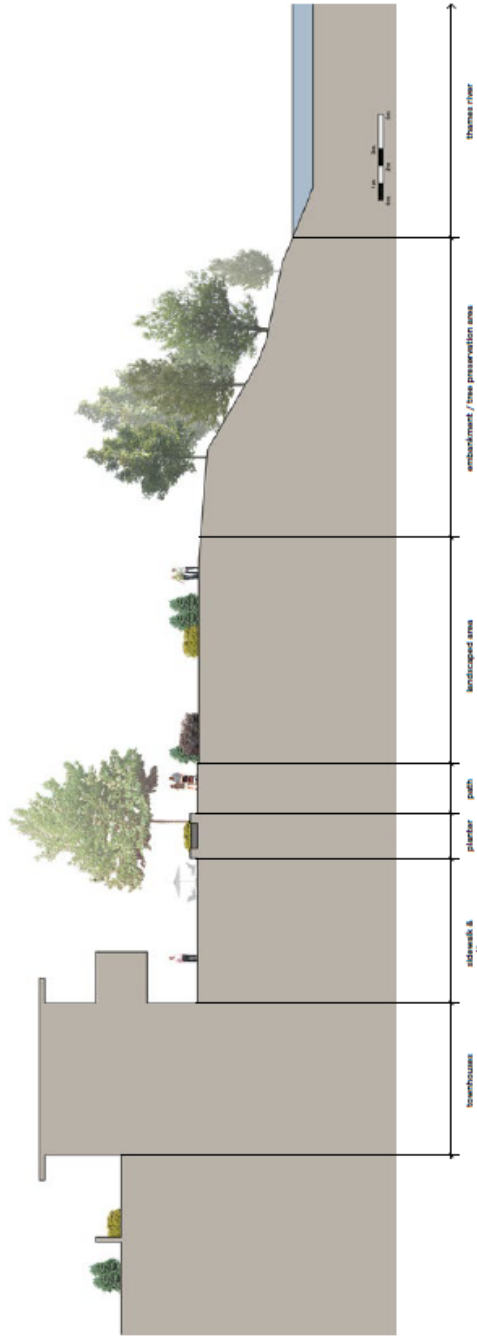 townhouses
sidewalk &
planter
path
landscaped area
embankment / tree preservation area
thames river